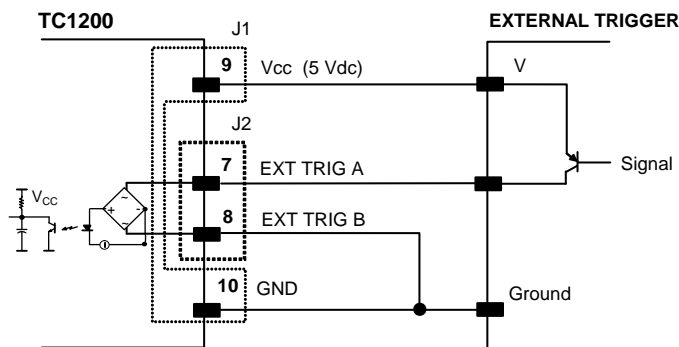 TC1200
EXTERNAL TRIGGER
J1
9
Vcc (5 Vdc)
V
J2
7
EXT TRIG A
Signal
VCC
~
+
-
~
8
EXT TRIG B
10
GND
Ground